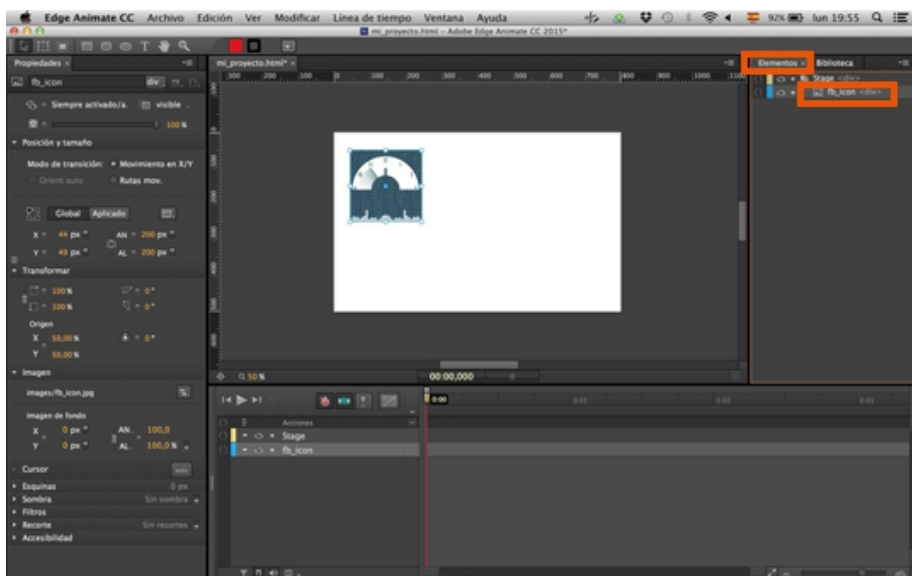 Edge Animate CC Archivo Edición Ver Modificar Línea de tiempo Ventana Ayuda 92% lun 19:55
mi_proyecto.html - Adobe Edge Animate CC 2015*
T
Propiedades
mi_proyecto.html*
Elementos Biblioteca
fb_icon div
Stage <div>
fb_icon <div>
Siempre activado/a. visible
100 %
Posición y tamaño
Modo de transición: Movimiento en X/Y
Orient auto Rutas mov.
Global Aplicado
X = 44 px AN = 200 px
Y = 49 px AL = 200 px
Transformar
100 % 0°
100 % 0°
Origen
X 50,00 % 0°
Y 50,00 %
Imagen
images/fb_icon.jpg
Imagen de fondo
X 0 px AN.. 100,0
Y 0 px AL.. 100,0 %
Cursor auto
Esquinas 0 px
Sombra Sin sombra
Filtros
Recorte Sin recortes
Accesibilidad
50 % 00:00,000
0:00 0:01 0:02 0:03
Acciones
Stage
fb_icon